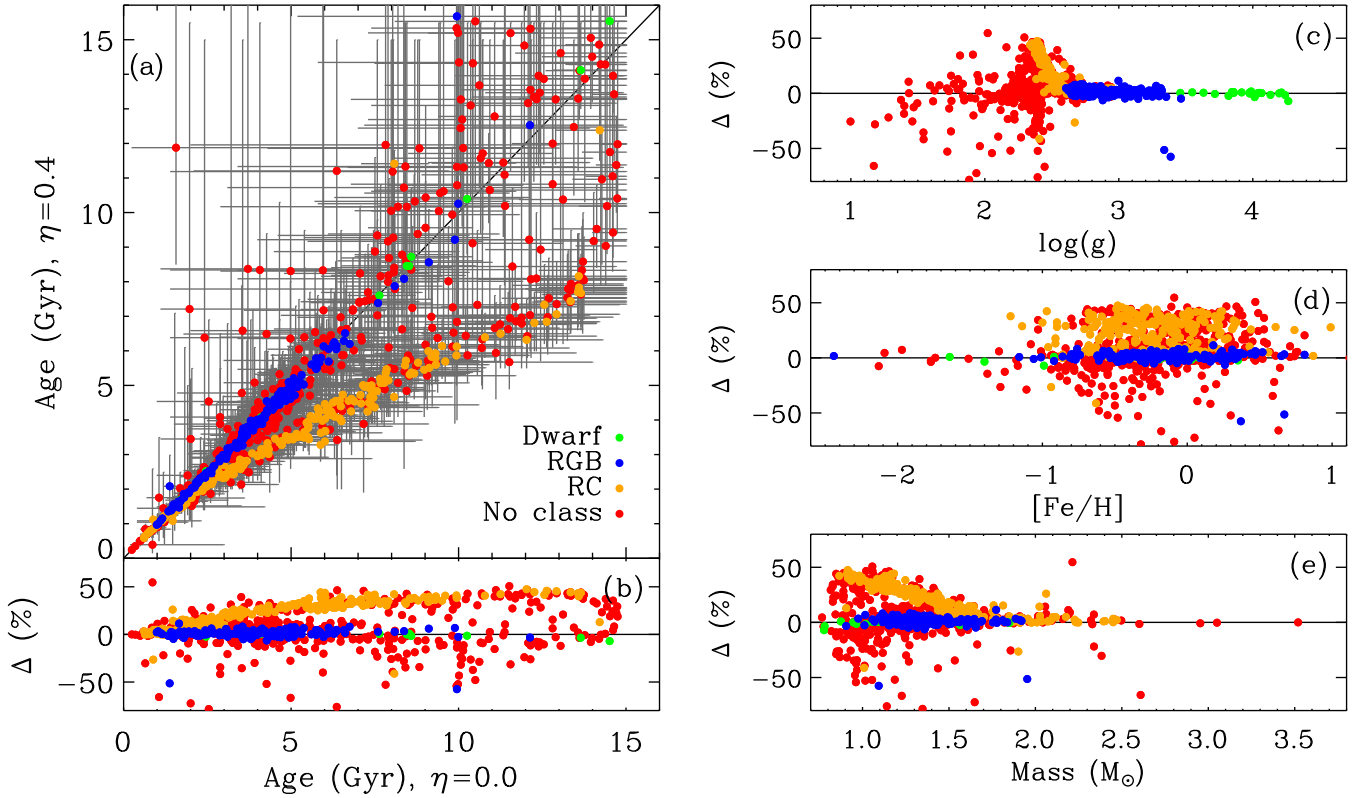 (a)
15
10
5
0
Age (Gyr), η=0.4
Dwarf
RGB
RC
No class
(b)
50
0
−50
Δ (%)
0 5 10 15
Age (Gyr), η=0.0
(c)
50
0
−50
Δ (%)
1 2 3 4
log(g)
(d)
50
0
−50
Δ (%)
−2 −1 0 1
[Fe/H]
(e)
50
0
−50
Δ (%)
1.0 1.5 2.0 2.5 3.0 3.5
Mass (M⊙)